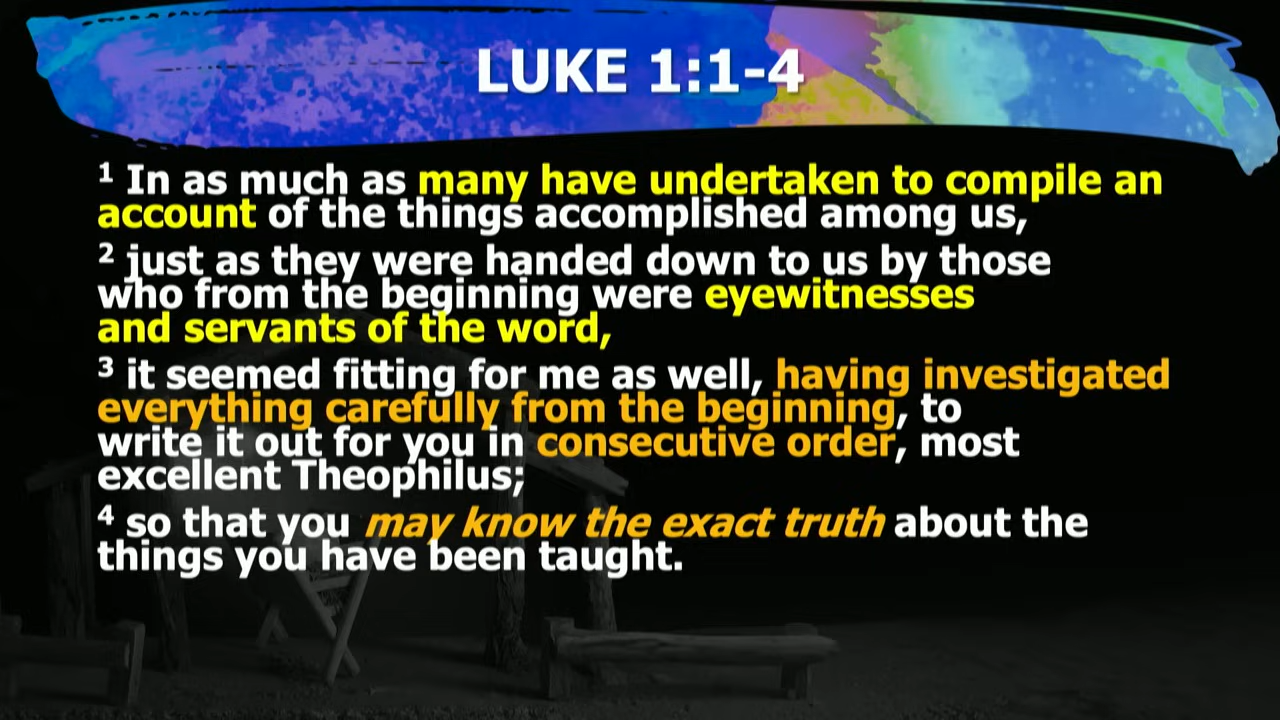 LUKE 1:1-4
1 In as much as many have undertaken to compile an
account of the things accomplished among us,
2 just as they were handed down to us by those
who from the beginning were eyewitnesses
and servants of the word,
3 it seemed fitting for me as well, having investigated
everything carefully from the beginning, to
write it out for you in consecutive order, most
excellent Theophilus;
4 so that you may know the exact truth about the
things you have been taught.